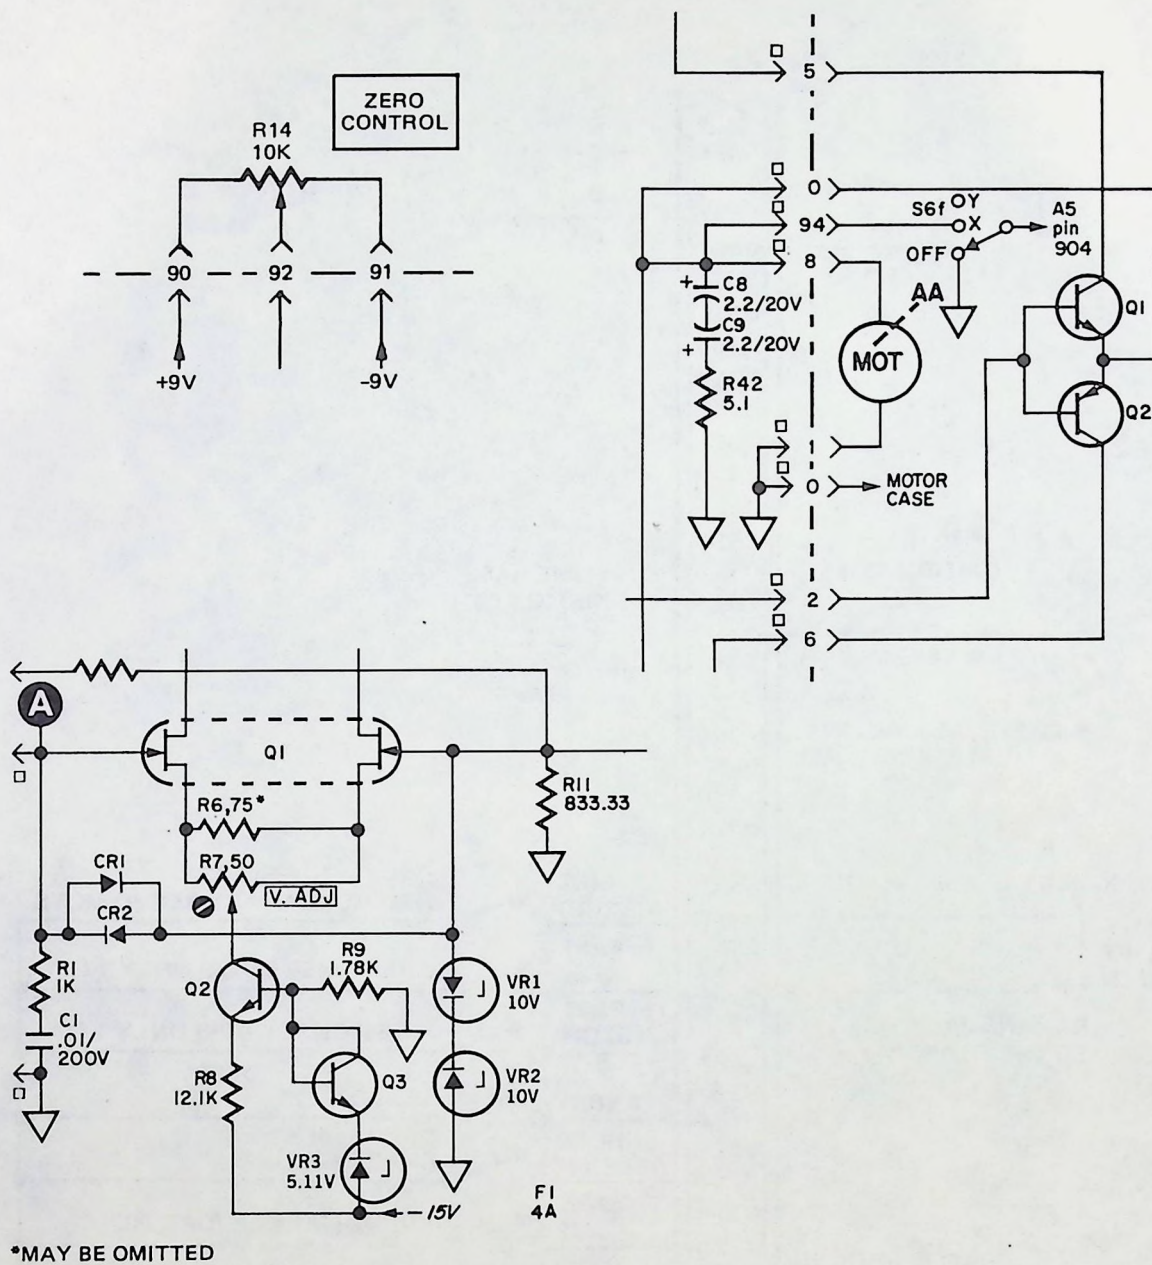 ZERO
CONTROL
R14
10K
90
92
91
+9V
-9V
5
0
94
8
S6f
Y
X
OFF
A5
pin
904
+
C8
2.2/20V
C9
2.2/20V
+
R42
5.1
AA
MOT
Q1
Q2
1
0
MOTOR
CASE
2
6
A
Q1
R6,75*
R7,50
V. ADJ
R11
833.33
CR1
CR2
R1
1K
C1
.01/
200V
Q2
R9
1.78K
R8
12.1K
Q3
VR1
10V
VR2
10V
VR3
5.11V
-15V
F1
4A
*MAY BE OMITTED